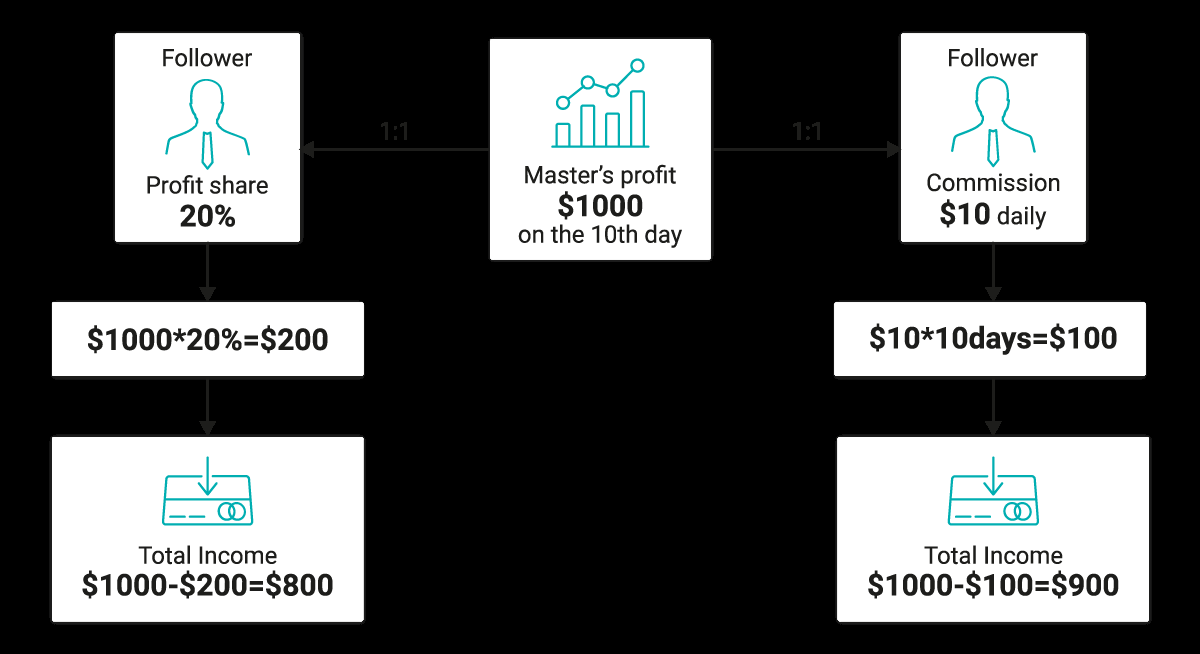 Follower
Profit share
20%
1:1
Master's profit
$1000
on the 10th day
1:1
Follower
Commission
$10 daily
$1000*20%=$200
$10*10days=$100
Total Income
$1000-$200=$800
Total Income
$1000-$100=$900